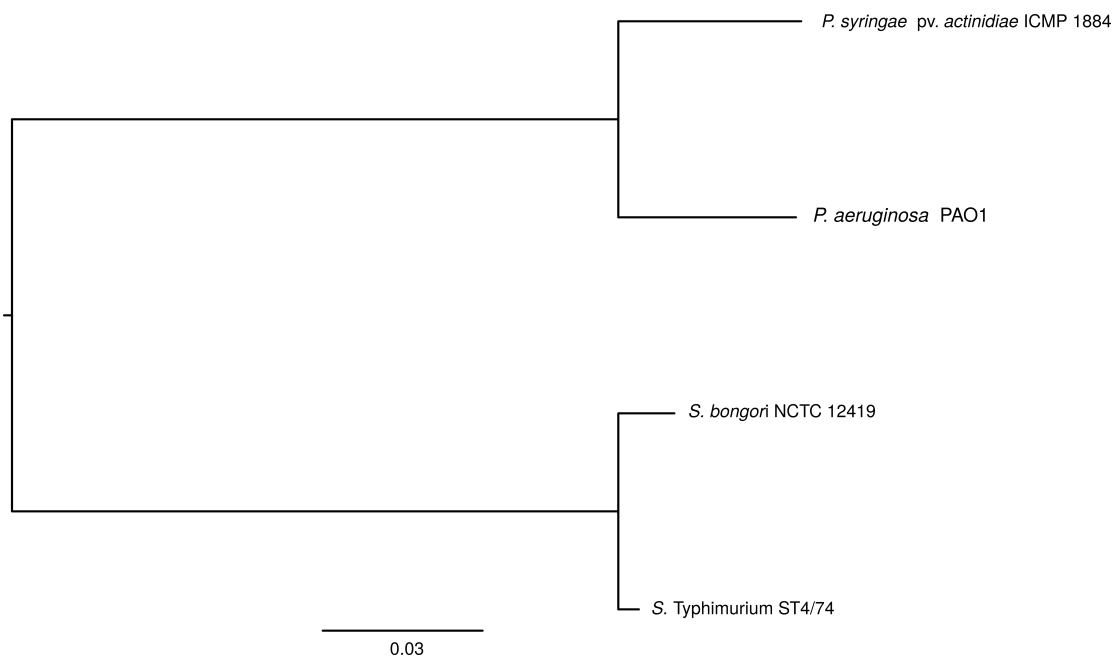 P. syringae pv. actinidiae ICMP 1884
P. aeruginosa PAO1
S. bongori NCTC 12419
S. Typhimurium ST4/74
0.03